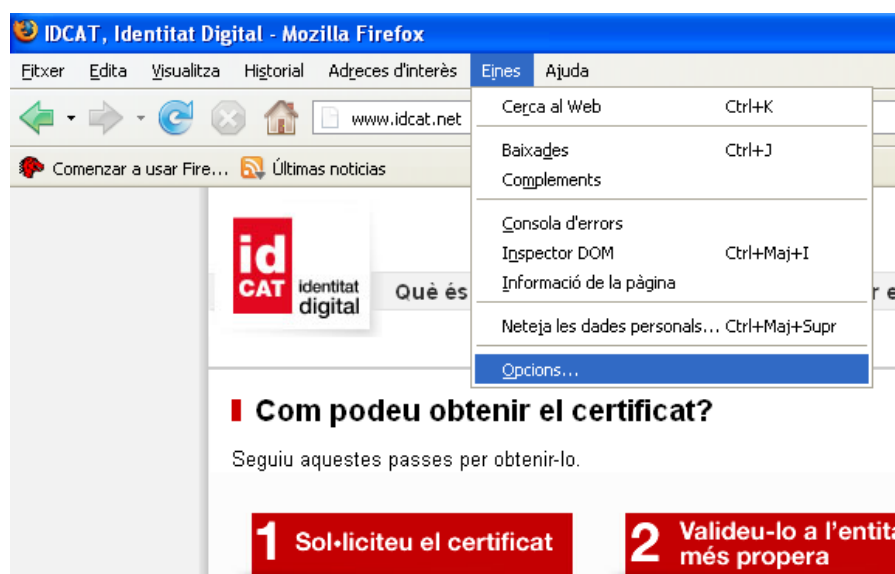 IDCAT, Identitat Digital - Mozilla Firefox
Fitxer Edita Visualitza Historial Adreces d'interès Eines Ajuda
www.idcat.net
Comenzar a usar Fire... Últimas noticias
Cerca al Web Ctrl+K
Baixades Ctrl+J
Complements
Consola d'errors
Inspector DOM Ctrl+Maj+I
Informació de la pàgina
Neteja les dades personals... Ctrl+Maj+Supr
Opcions...
id
CAT identitat
digital
Què és
Com podeu obtenir el certificat?
Seguiu aquestes passes per obtenir-lo.
1 Sol•liciteu el certificat
2 Valideu-lo a l'entita
més propera